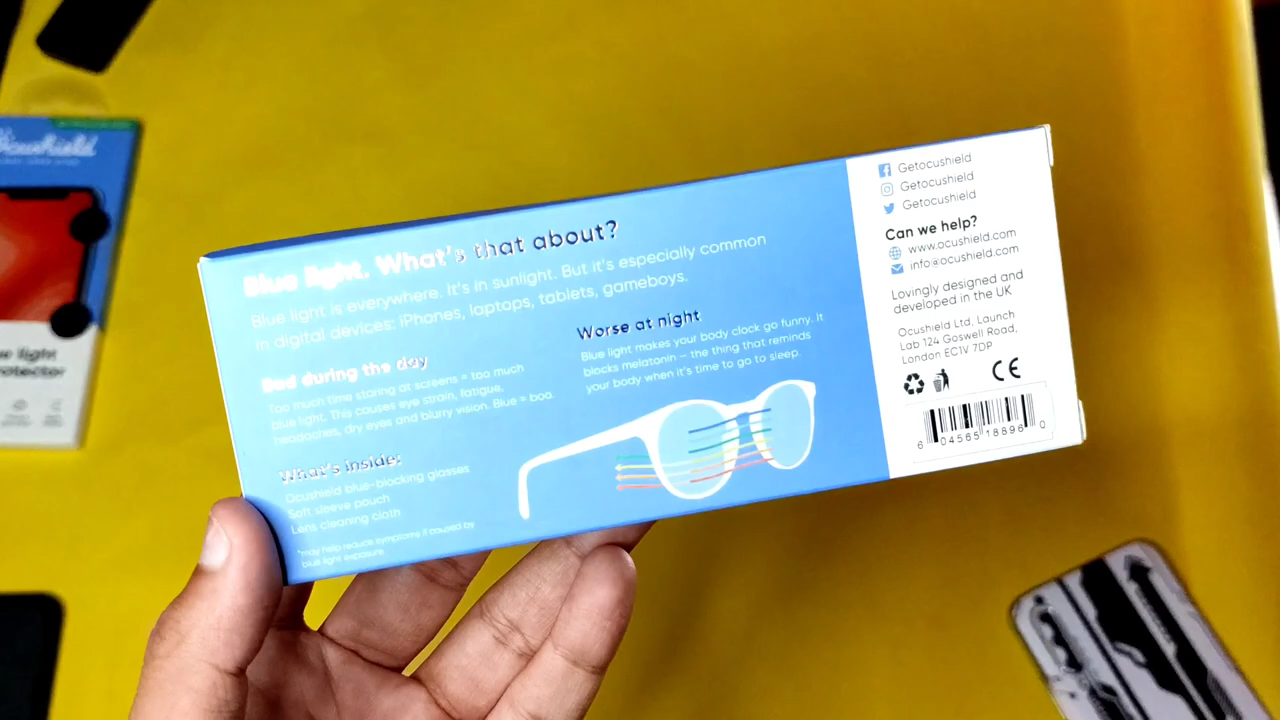 Ocushield
e light
rotector
Blue light. What's that about?
Blue light is everywhere. It's in sunlight. But it's especially common
in digital devices: iPhones, laptops, tablets, gameboys.
Bad during the day
Too much time staring at screens = too much
blue light. This causes eye strain, fatigue,
headaches, dry eyes and blurry vision. Blue = boo.
Worse at night
Blue light makes your body clock go funny. It
blocks melatonin – the thing that reminds
your body when it's time to go to sleep.
What's inside:
Ocushield blue-blocking glasses
Soft sleeve pouch
Lens cleaning cloth
*may help reduce symptoms if caused by
blue light exposure.
Getocushield
Getocushield
Getocushield
Can we help?
www.ocushield.com
info@ocushield.com
Lovingly designed and
developed in the UK
Ocushield Ltd, Launch
Lab 124 Goswell Road,
London EC1V 7DP
CE
6 04565 18896 0